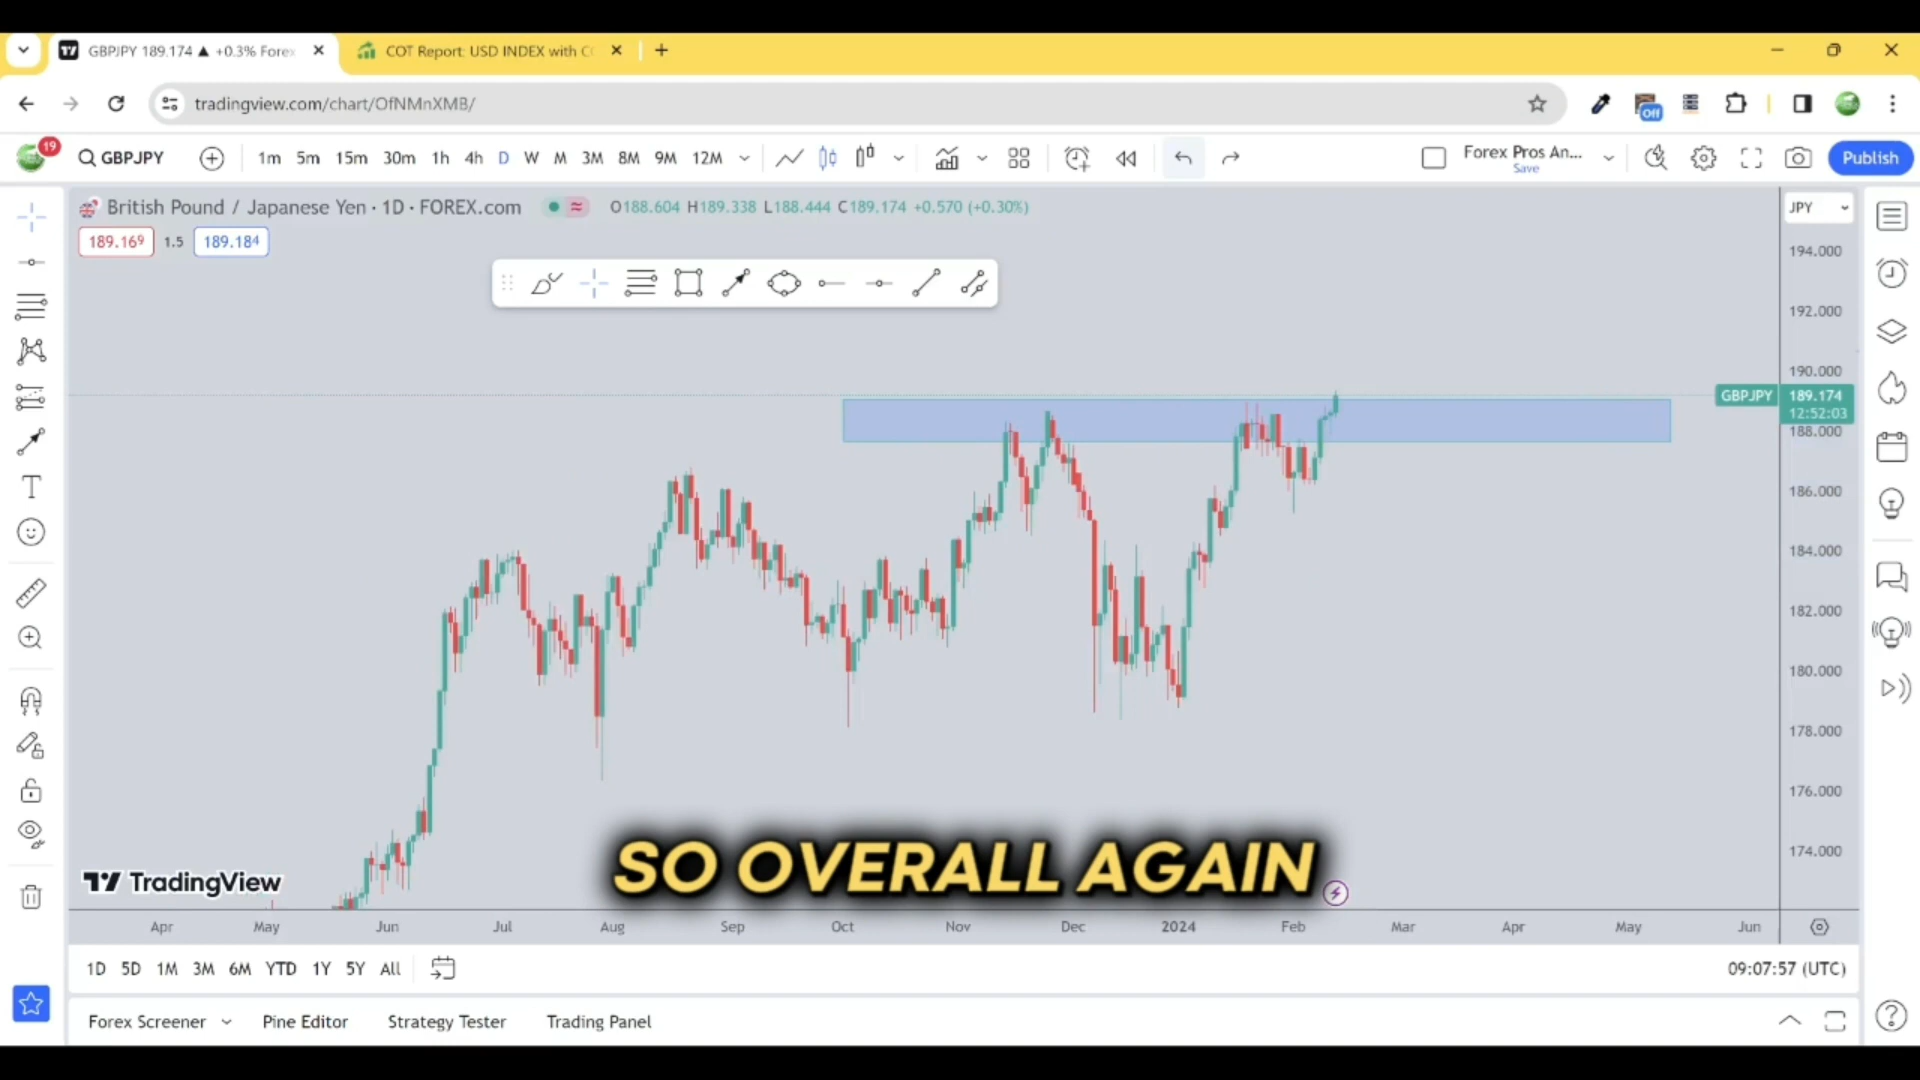 GBPJPY 189.174 ▲ +0.3% Forex
COT Report: USD INDEX with CO
tradingview.com/chart/OfNMnXMB/
Off
19
GBPJPY
1m 5m 15m 30m 1h 4h D W M 3M 8M 9M 12M
Forex Pros An...
Save
Publish
British Pound / Japanese Yen · 1D · FOREX.com
O188.604 H189.338 L188.444 C189.174 +0.570 (+0.30%)
JPY
189.169 1.5 189.184
194.000
192.000
190.000
GBPJPY 189.174
12:52:03
188.000
186.000
184.000
182.000
180.000
178.000
176.000
174.000
SO OVERALL AGAIN
TradingView
Apr May Jun Jul Aug Sep Oct Nov Dec 2024 Feb Mar Apr May Jun
1D 5D 1M 3M 6M YTD 1Y 5Y All
09:07:57 (UTC)
Forex Screener Pine Editor Strategy Tester Trading Panel